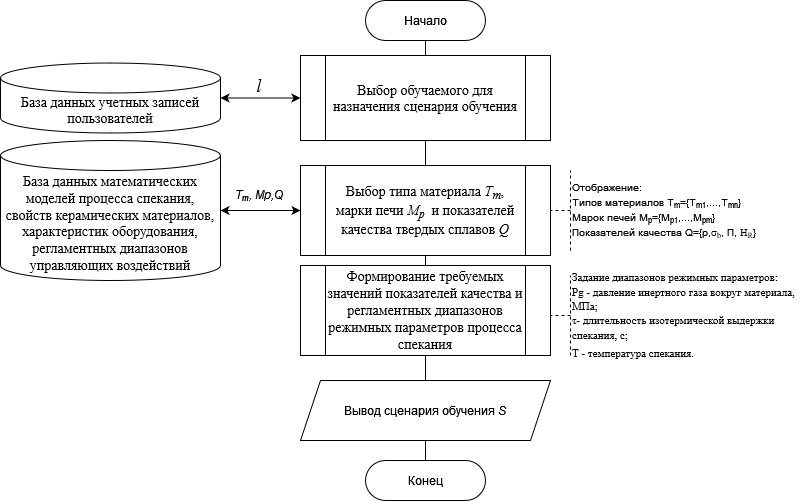 Начало
База данных учетных записей
пользователей
l
Выбор обучаемого для
назначения сценария обучения
База данных математических
моделей процесса спекания,
свойств керамических материалов,
характеристик оборудования,
регламентных диапазонов
управляющих воздействий
Tm, Mp,Q
Выбор типа материала Tm,
марки печи Mp и показателей
качества твердых сплавов Q
Отображение:
Типов материалов Tm={Tm1,...,Tmn}
Марок печей Mp={Mp1,...,Mpm}
Показателей качества Q={p,σb, П, HR}
Формирование требуемых
значений показателей качества и
регламентных диапазонов
режимных параметров процесса
спекания
Задание диапазонов режимных параметров:
Pg - давление инертного газа вокруг материала,
МПа;
τ- длительность изотермической выдержки
спекания, с;
T - температура спекания.
Вывод сценария обучения S
Конец